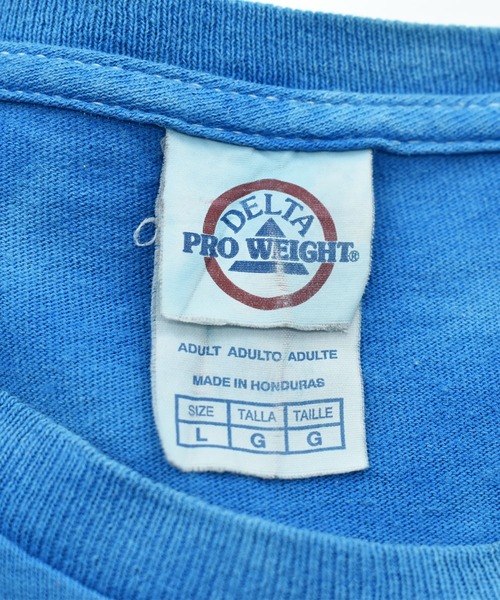 DELTA
PRO WEIGHT®
ADULT ADULTO ADULTE
MADE IN HONDURAS
SIZE TALLA TAILLE
L G G